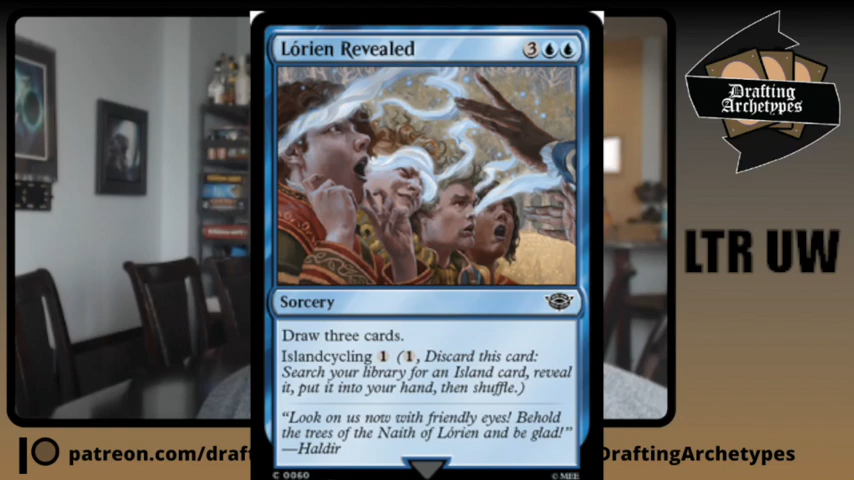 Lórien Revealed
3
Drafting
Archetypes
LTR UW
Sorcery
Draw three cards.
Islandcycling 1 (1, Discard this card:
Search your library for an Island card, reveal
it, put it into your hand, then shuffle.)
“Look on us now with friendly eyes! Behold
the trees of the Naith of Lórien and be glad!”
—Haldir
patreon.com/draft
DraftingArchetypes
C 0060
© MEE